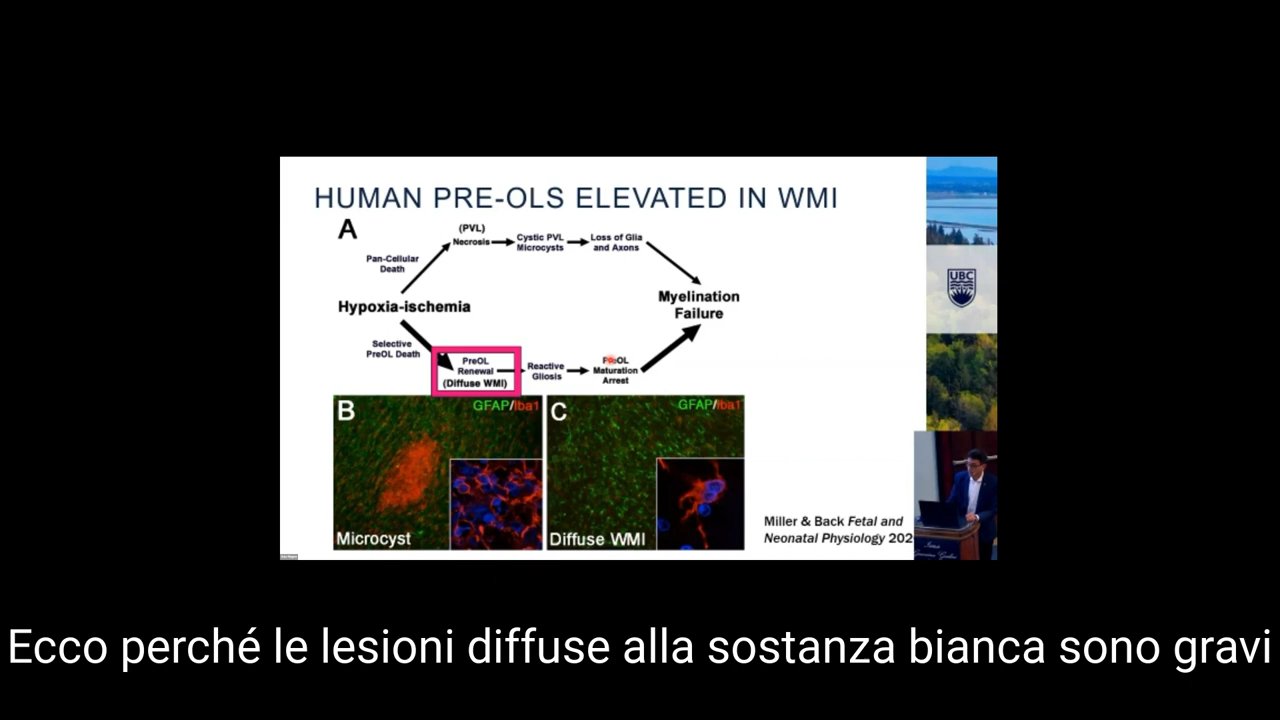 HUMAN PRE-OLS ELEVATED IN WMI
A
(PVL)
Necrosis
Cystic PVL
Microcysts
Loss of Glia
and Axons
Pan-Cellular
Death
Hypoxia-ischemia
Myelination
Failure
Selective
PreOL Death
PreOL
Renewal
(Diffuse WMI)
Reactive
Gliosis
Maturation
Arrest
B
GFAP/Iba1
Microcyst
C
GFAP/Iba1
Diffuse WMI
Miller & Back Fetal and
Neonatal Physiology 202
UBC
Ecco perché le lesioni diffuse alla sostanza bianca sono gravi